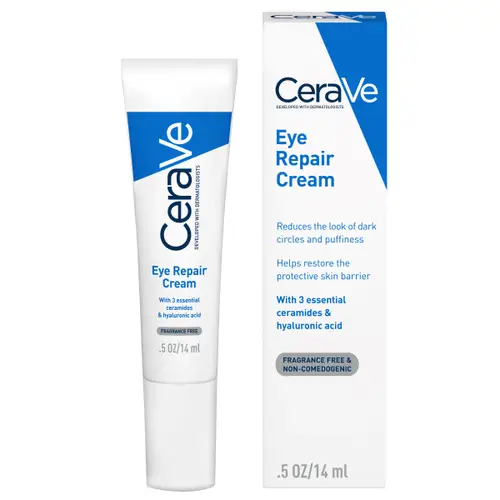 CeraVe
DEVELOPED WITH DERMATOLOGISTS
Eye Repair
Cream
With 3 essential
ceramides
& hyaluronic acid
FRAGRANCE FREE
.5 OZ/14 ml
CeraVe
DEVELOPED WITH DERMATOLOGISTS
Eye
Repair
Cream
Reduces the look of dark
circles and puffiness
Helps restore the
protective skin barrier
With 3 essential
ceramides &
hyaluronic acid
FRAGRANCE FREE &
NON-COMEDOGENIC
.5 OZ/14 ml